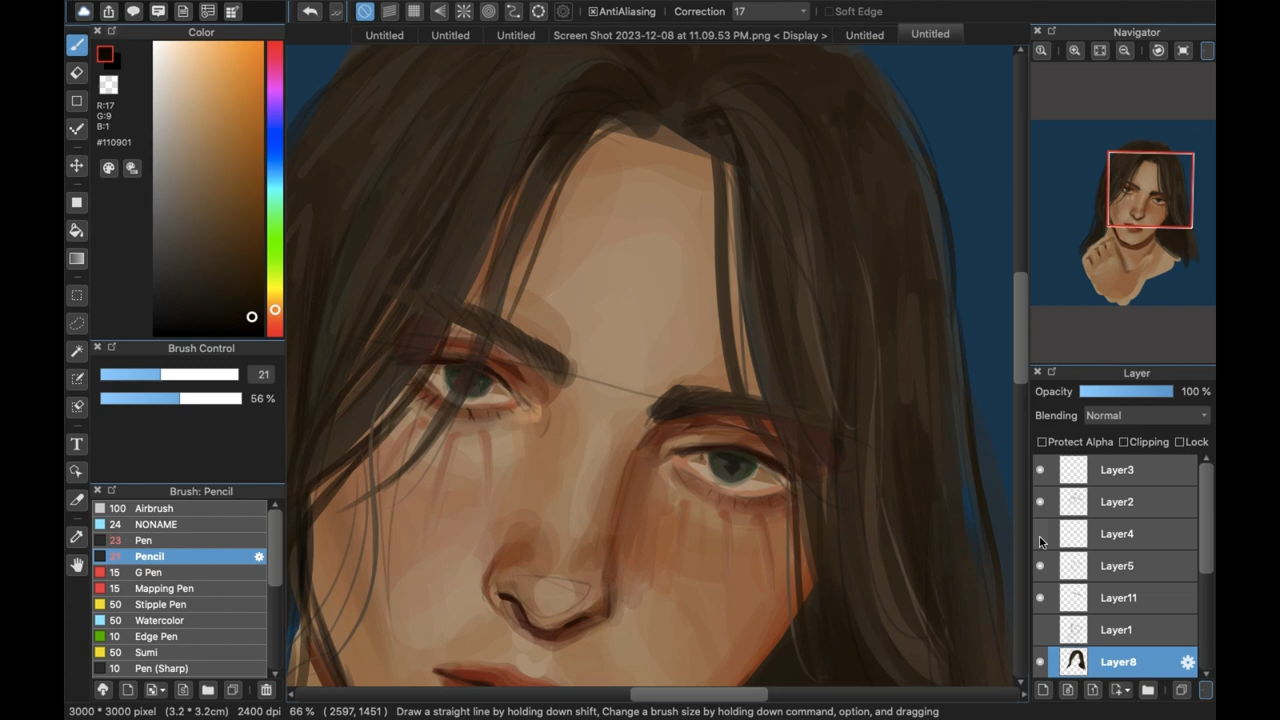 AntiAliasing Correction 17 Soft Edge
Untitled Untitled Untitled Screen Shot 2023-12-08 at 11.09.53 PM.png < Display > Untitled Untitled
Color
R:17
G:9
B:1
#110901
Brush Control
21
56 %
Brush: Pencil
100 Airbrush
24 NONAME
23 Pen
21 Pencil
15 G Pen
15 Mapping Pen
50 Stipple Pen
50 Watercolor
10 Edge Pen
50 Sumi
10 Pen (Sharp)
T
Navigator
Layer
Opacity 100 %
Blending Normal
Protect Alpha Clipping Lock
Layer3
Layer2
Layer4
Layer5
Layer11
Layer1
Layer8
3000 * 3000 pixel (3.2 * 3.2cm) 2400 dpi 66 % ( 2597, 1451 ) Draw a straight line by holding down shift, Change a brush size by holding down command, option, and dragging